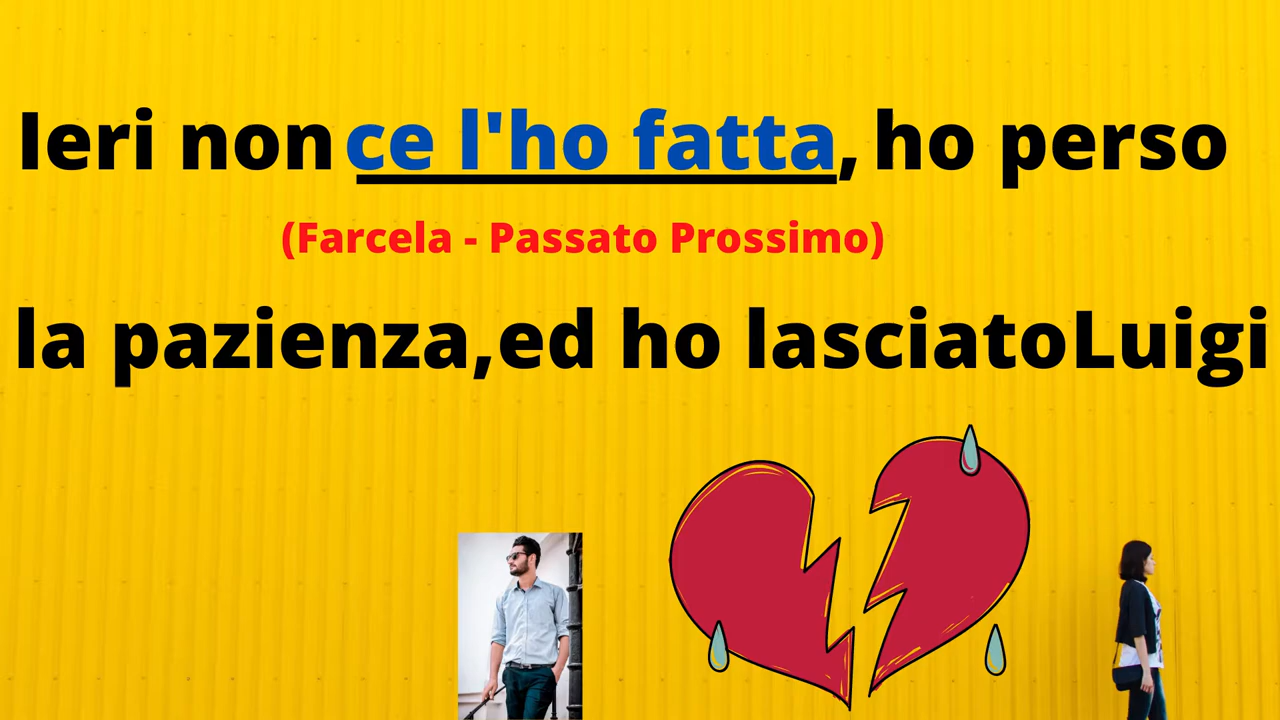 Ieri non ce l'ho fatta, ho perso
(Farcela - Passato Prossimo)
la pazienza,ed ho lasciatoLuigi